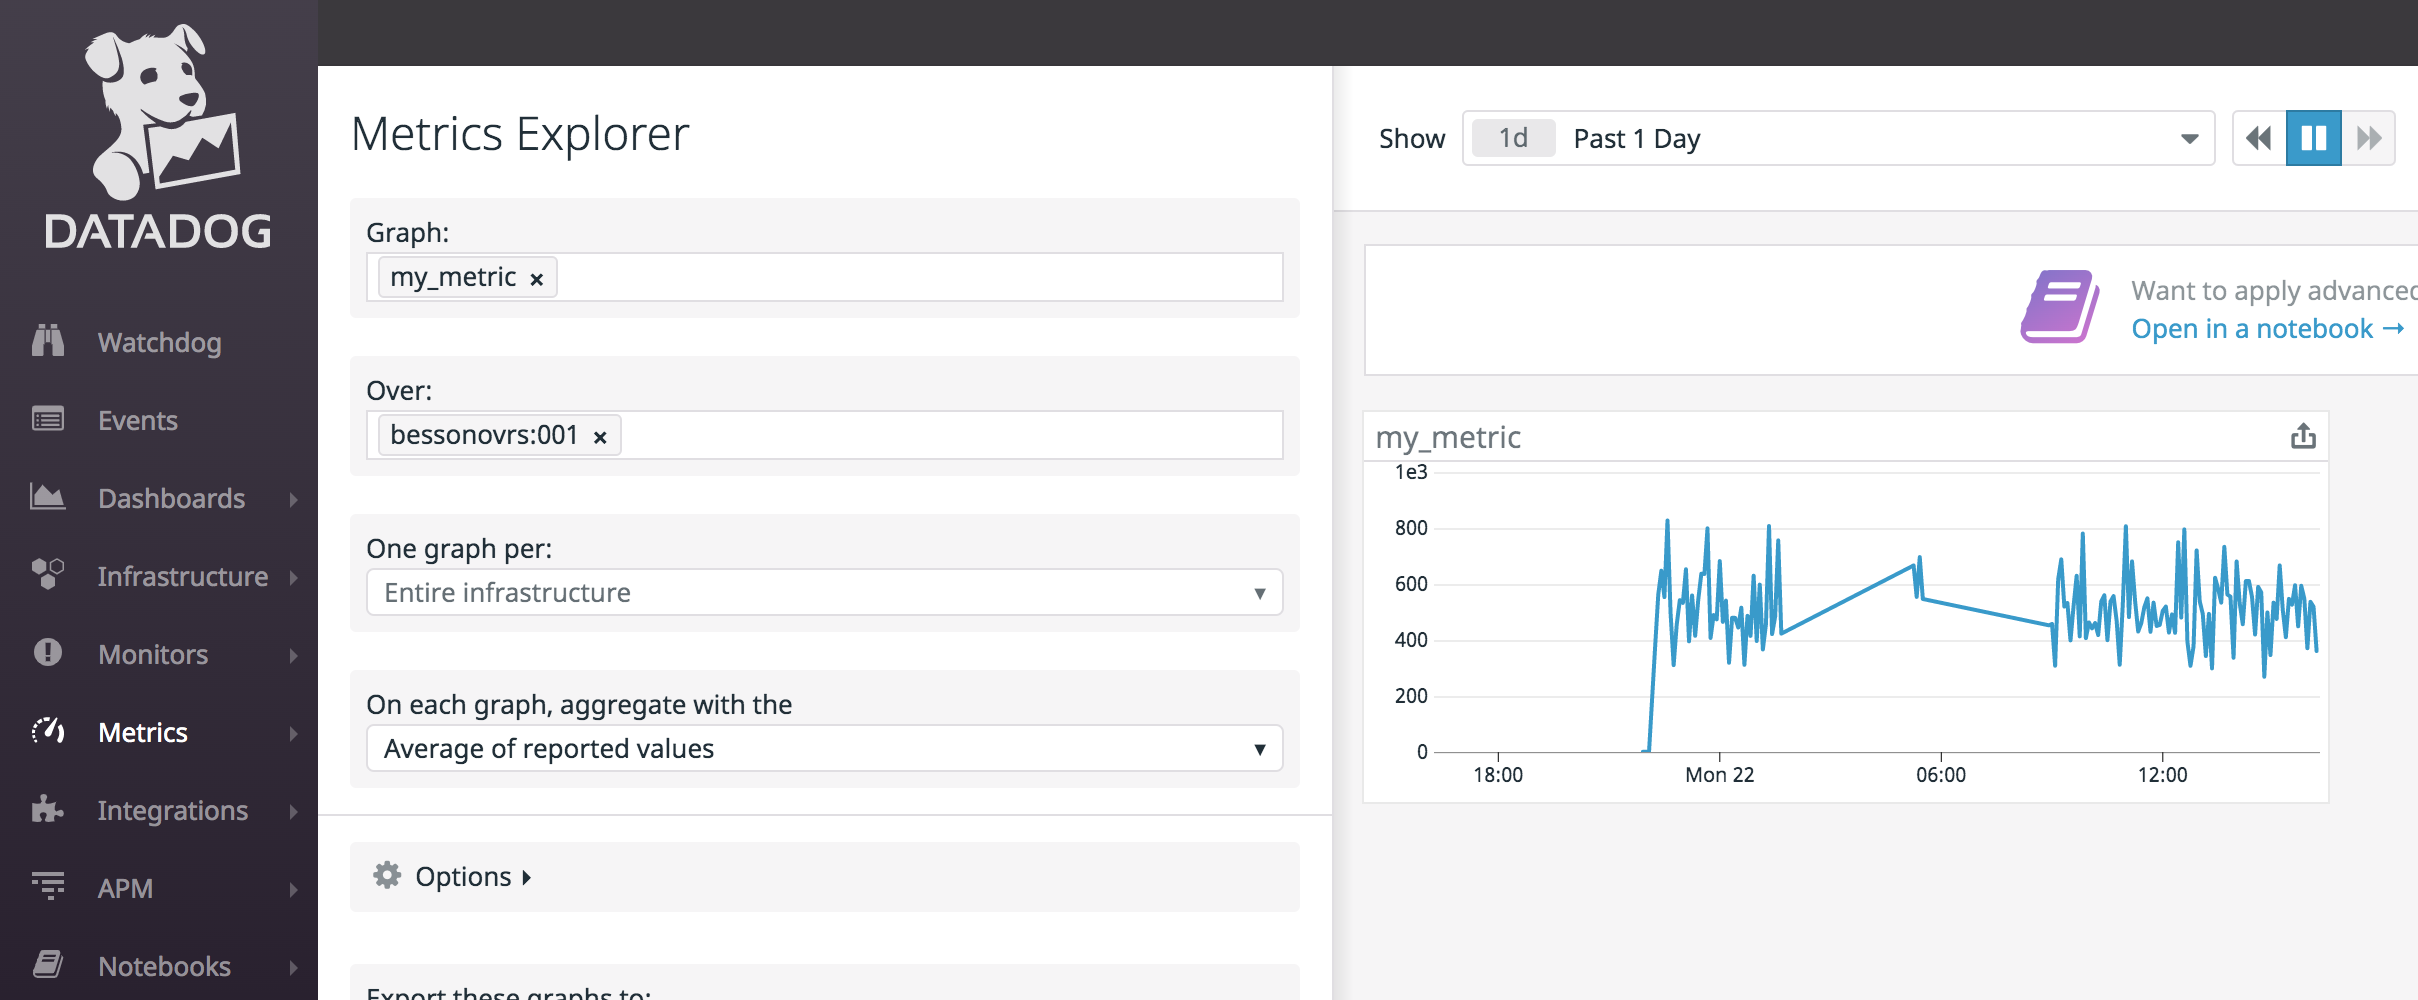 DATADOG
Watchdog
Events
Dashboards
Infrastructure
Monitors
Metrics
Integrations
APM
Notebooks
Metrics Explorer
Graph:
my_metric ×
Over:
bessonovrs:001 ×
One graph per:
Entire infrastructure
On each graph, aggregate with the
Average of reported values
Options
Export these graphs to:
Show 1d Past 1 Day
Want to apply advanced
Open in a notebook →
my_metric
1e3
800
600
400
200
0
18:00 Mon 22 06:00 12:00